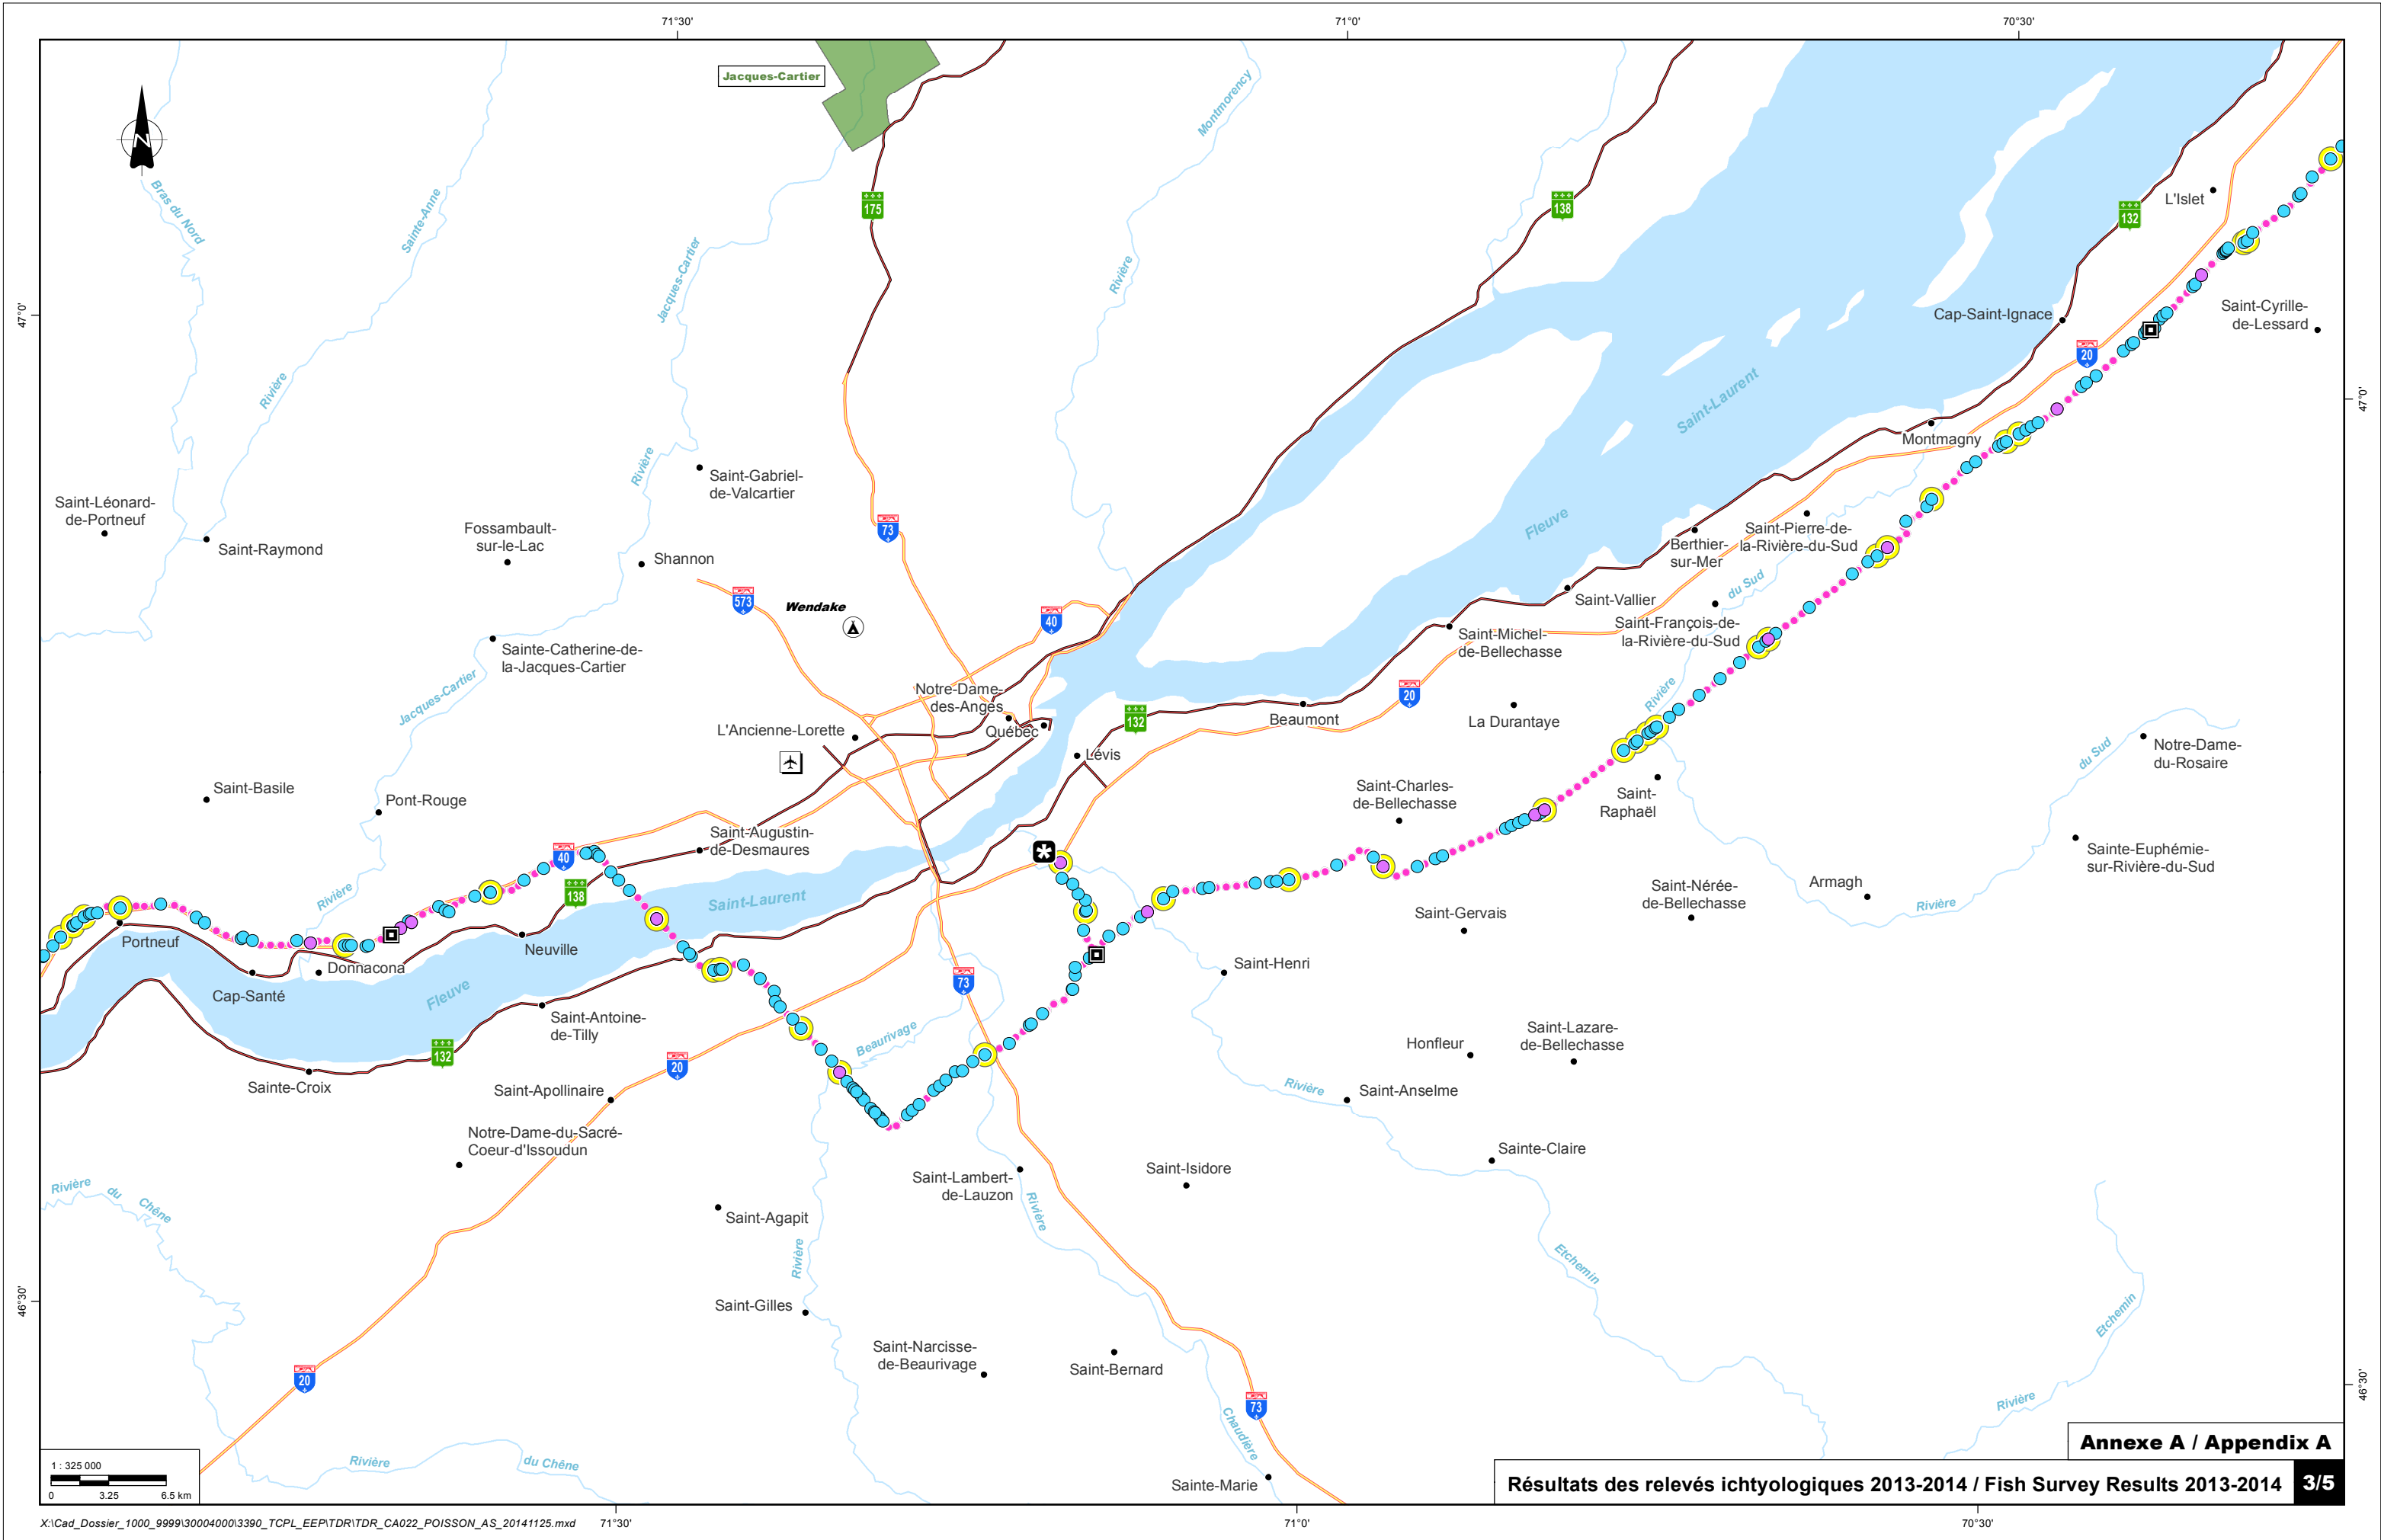 71°30'
71°0'
70°30'
Jacques-Cartier
N
Montmorency
Bras du Nord
Sainte-Anne
175
138
L'Islet
132
Jacques-Cartier
Rivière
47°0'
Cap-Saint-Ignace
Saint-Cyrille-
de-Lessard
20
Rivière
47°0'
Saint-Laurent
Montmagny
Rivière
Saint-Gabriel-
de-Valcartier
Saint-Léonard-
de-Portneuf
Saint-Raymond
Fossambault-
sur-le-Lac
Shannon
73
Fleuve
Berthier-
sur-Mer
Saint-Pierre-de-
la-Rivière-du-Sud
du Sud
573
Wendake
40
Saint-Vallier
Saint-François-de-
la-Rivière-du-Sud
Saint-Michel-
de-Bellechasse
Sainte-Catherine-de-
la-Jacques-Cartier
Jacques-Cartier
Notre-Dame-
des-Anges
Québec
L'Ancienne-Lorette
132
Beaumont
20
La Durantaye
Rivière
Lévis
du Sud
Notre-Dame-
du-Rosaire
Saint-Basile
Pont-Rouge
Saint-Charles-
de-Bellechasse
Saint-
Raphaël
Saint-Augustin-
de-Desmaures
40
138
Rivière
Saint-Laurent
*
Sainte-Euphémie-
sur-Rivière-du-Sud
Armagh
Rivière
Saint-Nérée-
de-Bellechasse
Saint-Gervais
Portneuf
Neuville
Donnacona
Cap-Santé
Fleuve
Saint-Henri
73
Saint-Antoine-
de-Tilly
132
Beaurivage
20
Honfleur
Saint-Lazare-
de-Bellechasse
Sainte-Croix
Saint-Apollinaire
Rivière
Saint-Anselme
Notre-Dame-du-Sacré-
Coeur-d'Issoudun
Sainte-Claire
Saint-Isidore
Saint-Lambert-
de-Lauzon
Rivière
Rivière
du
Chêne
Saint-Agapit
Rivière
Etchemin
Saint-Gilles
46°30'
Etchemin
Saint-Narcisse-
de-Beaurivage
Saint-Bernard
20
73
46°30'
Rivière
Chaudière
Rivière
du Chêne
Sainte-Marie
1 : 325 000
0 3.25 6.5 km
Annexe A / Appendix A
Résultats des relevés ichtyologiques 2013-2014 / Fish Survey Results 2013-2014 3/5
X:\Cad_Dossier_1000_9999\30004000\3390_TCPL_EEP\TDR\TDR_CA022_POISSON_AS_20141125.mxd
71°30'
71°0'
70°30'